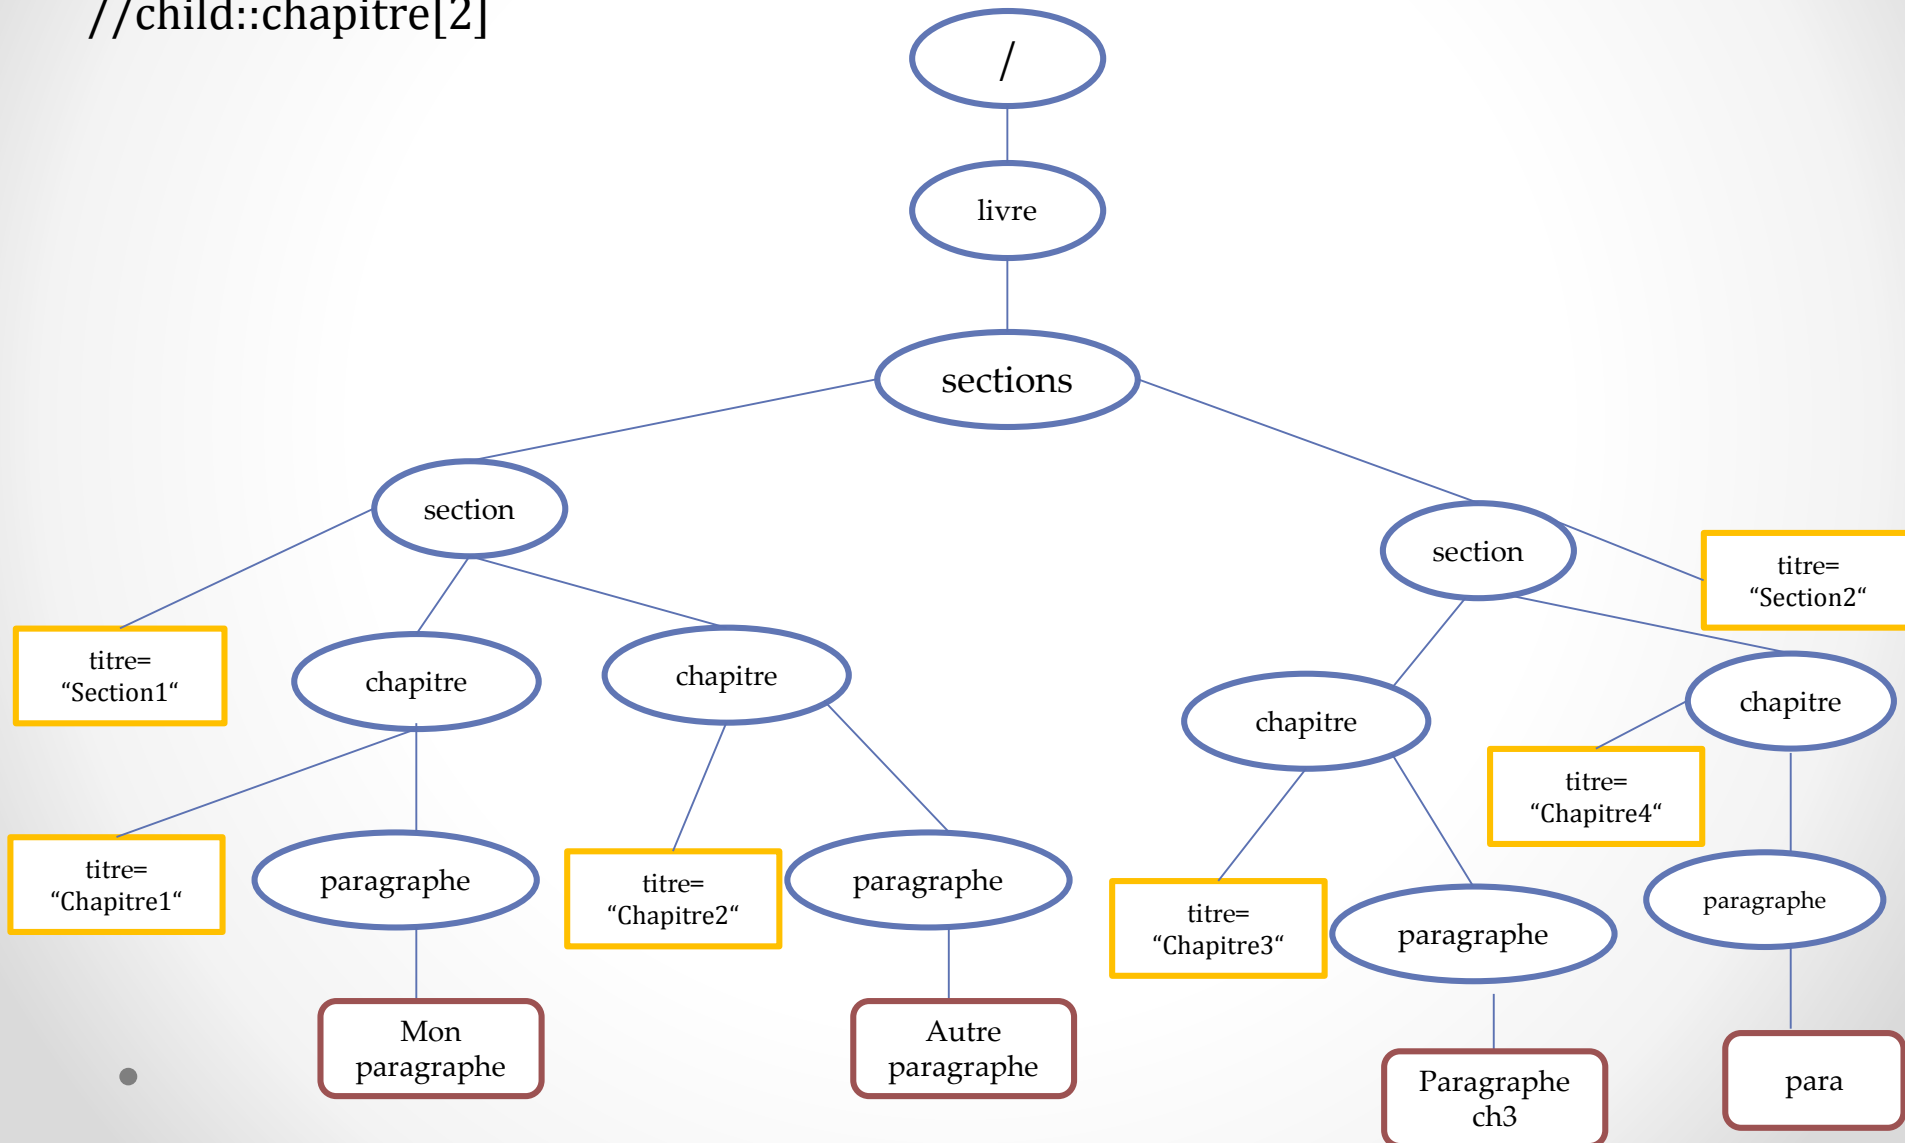 //child::chapitre[2]
/
livre
sections
section
section
titre=
“Section2“
titre=
“Section1“
chapitre
chapitre
chapitre
chapitre
titre=
“Chapitre1“
paragraphe
titre=
“Chapitre2“
paragraphe
titre=
“Chapitre3“
paragraphe
titre=
“Chapitre4“
paragraphe
Mon
paragraphe
Autre
paragraphe
Paragraphe
ch3
para